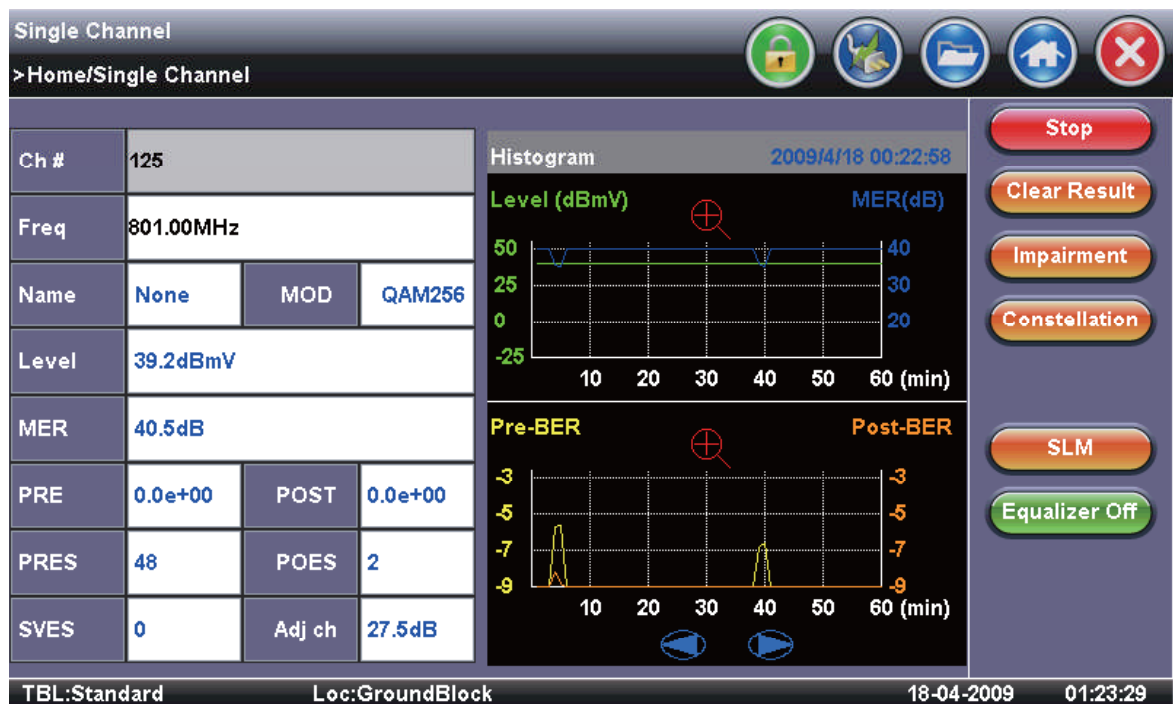 Single Channel
>Home/Single Channel
Ch # 125
Freq 801.00MHz
Name None MOD QAM256
Level 39.2dBmV
MER 40.5dB
PRE 0.0e+00 POST 0.0e+00
PRES 48 POES 2
SVES 0 Adj ch 27.5dB
Histogram 2009/4/18 00:22:58
Level (dBmV) MER(dB)
50 40
25 30
0 20
-25
10 20 30 40 50 60 (min)
Pre-BER Post-BER
-3 -3
-5 -5
-7 -7
-9 -9
10 20 30 40 50 60 (min)
Stop
Clear Result
Impairment
Constellation
SLM
Equalizer Off
TBL:Standard Loc:GroundBlock 18-04-2009 01:23:29